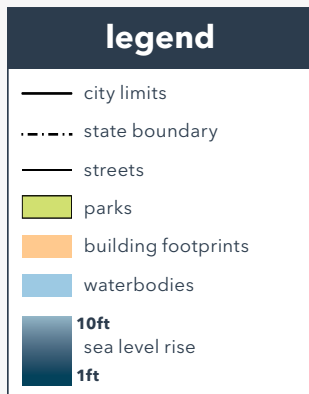 legend
city limits
state boundary
streets
parks
building footprints
waterbodies
10ft
sea level rise
1ft